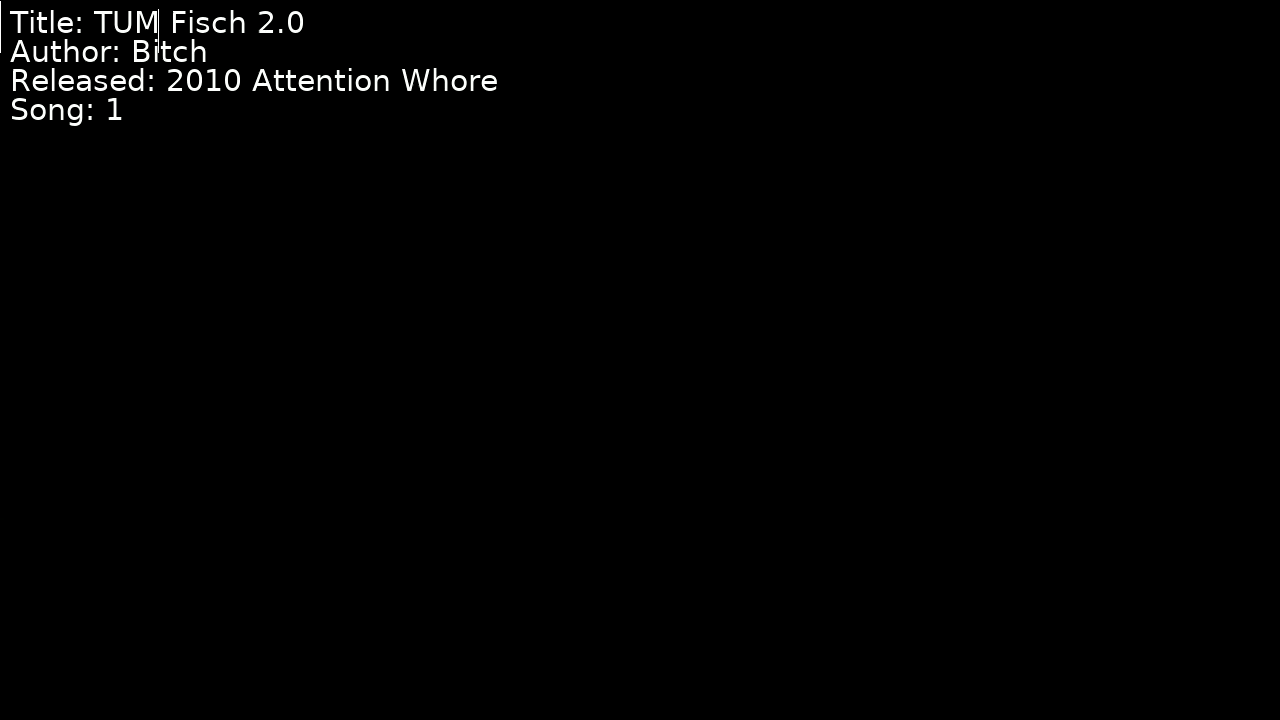 Title: TUM Fisch 2.0
Author: Bitch
Released: 2010 Attention Whore
Song: 1